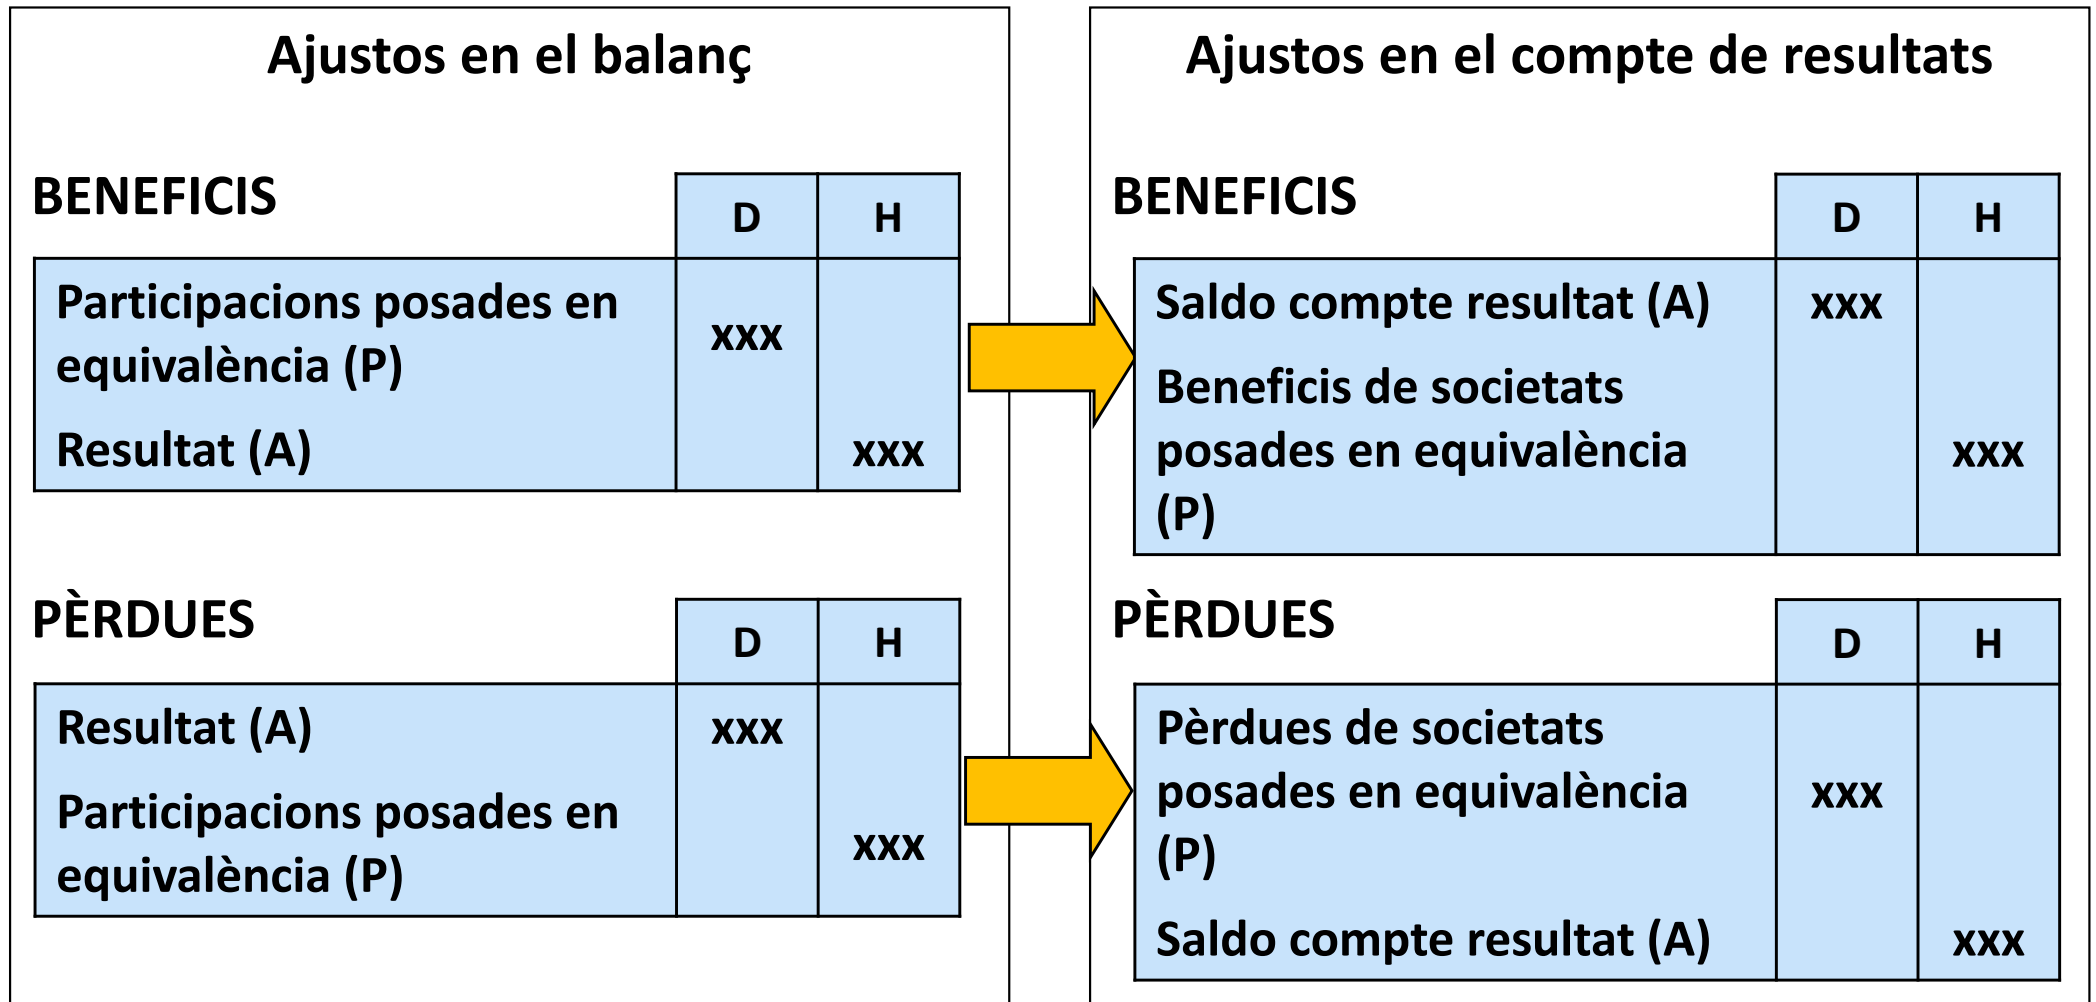 Ajustos en el balanç
BENEFICIS
D H
Participacions posades en
equivalència (P)
xxx
Resultat (A) xxx
PÈRDUES
D H
Resultat (A) xxx
Participacions posades en
equivalència (P)
xxx
Ajustos en el compte de resultats
BENEFICIS
D H
Saldo compte resultat (A) xxx
Beneficis de societats
posades en equivalència xxx
(P)
PÈRDUES
D H
Pèrdues de societats
posades en equivalència xxx
(P)
Saldo compte resultat (A) xxx